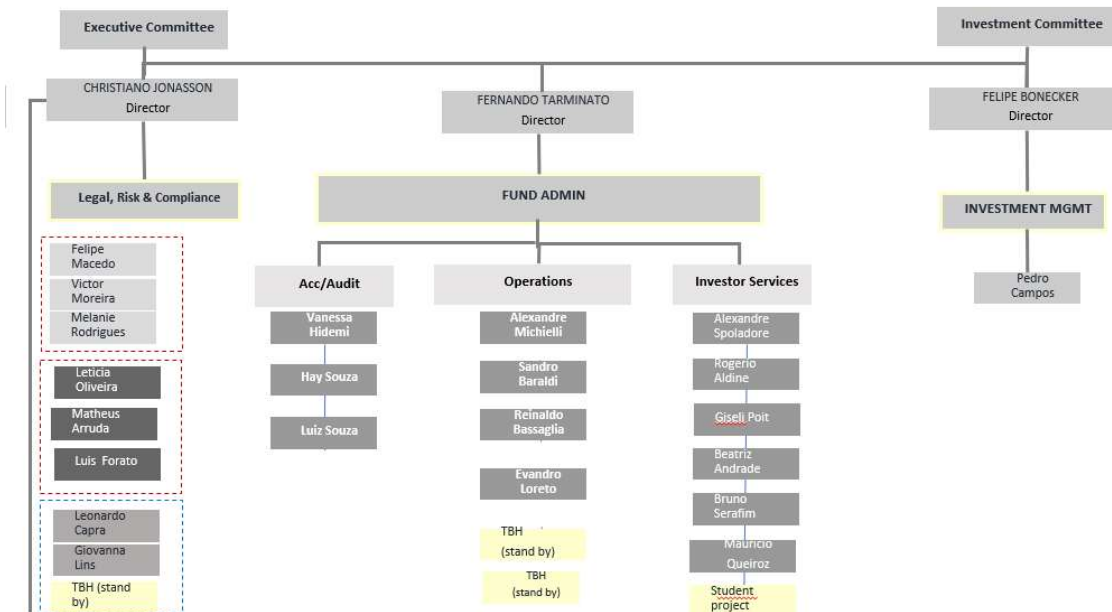 Executive Committee
Investment Committee
CHRISTIANO JONASSON
Director
FERNANDO TARMINATO
Director
FELIPE BONECKER
Director
Legal, Risk & Compliance
FUND ADMIN
INVESTMENT MGMT
Felipe
Macedo
Victor
Moreira
Melanie
Rodrigues
Leticia
Oliveira
Matheus
Arruda
Luis Forato
Leonardo
Capra
Giovanna
Lins
TBH (stand
by)
Acc/Audit
Vanessa
Hidemi
Hay Souza
Luiz Souza
Operations
Alexandre
Michielli
Sandro
Baraldi
Reinaldo
Bassaglia
Evandro
Loreto
TBH
(stand by)
TBH
(stand by)
Investor Services
Alexandre
Spoladore
Rogerio
Aldine
Giseli Poit
Beatriz
Andrade
Bruno
Serafim
Mauricio
Queiroz
Student
project
Pedro
Campos